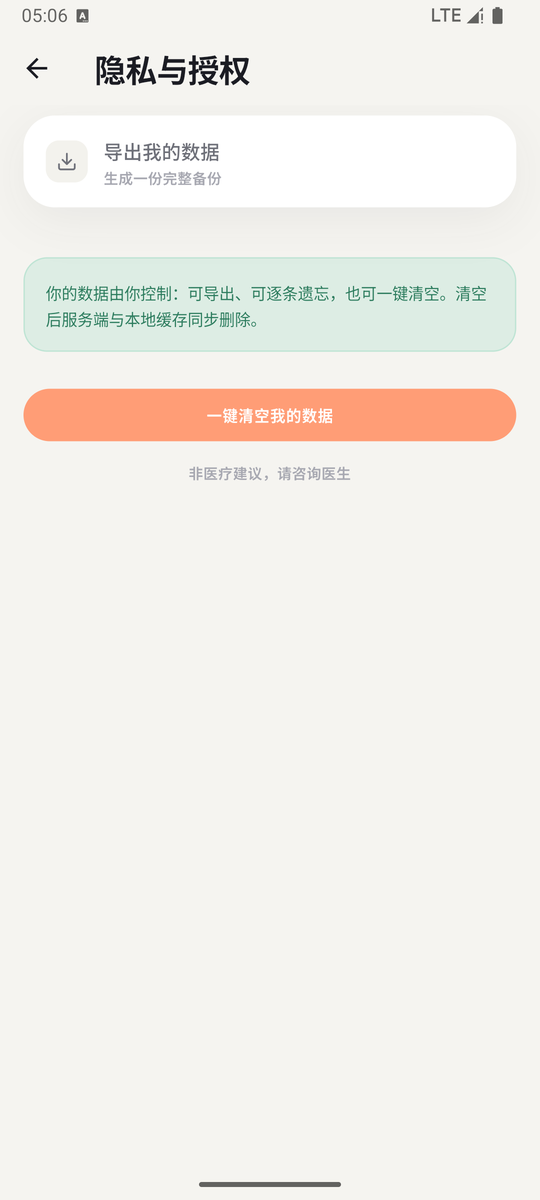 05:06 A LTE
隐私与授权
导出我的数据
生成一份完整备份
你的数据由你控制：可导出、可逐条遗忘，也可一键清空。清空
后服务端与本地缓存同步删除。
一键清空我的数据
非医疗建议，请咨询医生